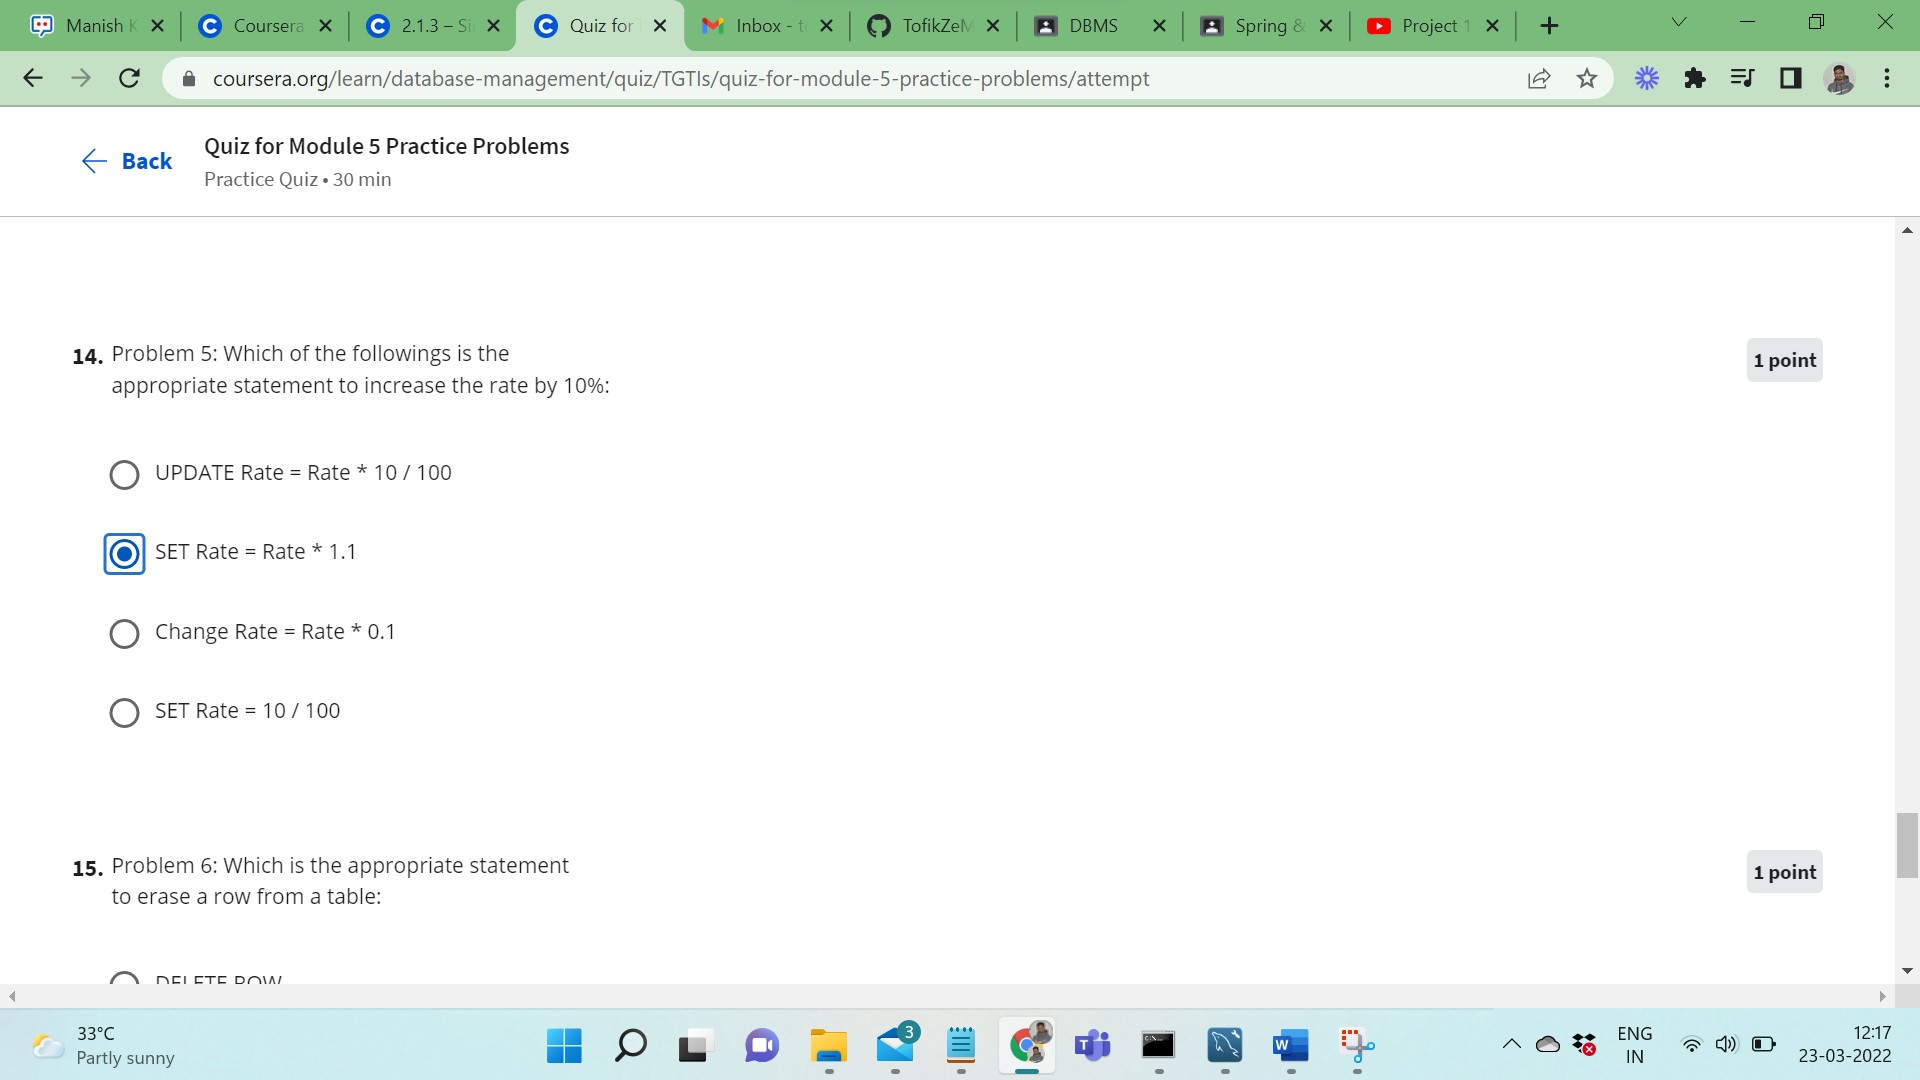 Manish K
Coursera
2.1.3 – Si
Quiz for
Inbox - t
TofikZeM
DBMS
Spring &
Project 1
coursera.org/learn/database-management/quiz/TGTIs/quiz-for-module-5-practice-problems/attempt
Back
Quiz for Module 5 Practice Problems
Practice Quiz • 30 min
14. Problem 5: Which of the followings is the
appropriate statement to increase the rate by 10%:
1 point
UPDATE Rate = Rate * 10 / 100
SET Rate = Rate * 1.1
Change Rate = Rate * 0.1
SET Rate = 10 / 100
15. Problem 6: Which is the appropriate statement
to erase a row from a table:
1 point
DELETE ROW
33°C
Partly sunny
3
ENG
IN
12:17
23-03-2022